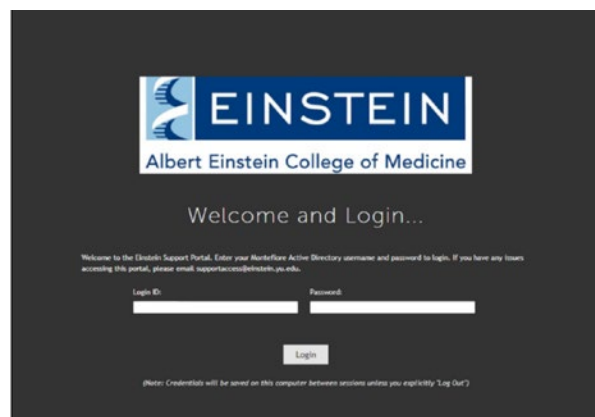 EINSTEIN
Albert Einstein College of Medicine
Welcome and Login...
Welcome to the Einstein Support Portal. Enter your Montefiore Active Directory username and password to login. If you have any issues
accessing this portal, please email supportaccess@einstein.yu.edu.
Login ID: Password:
Login
(Note: Credentials will be saved on this computer between sessions unless you explicitly "Log Out")